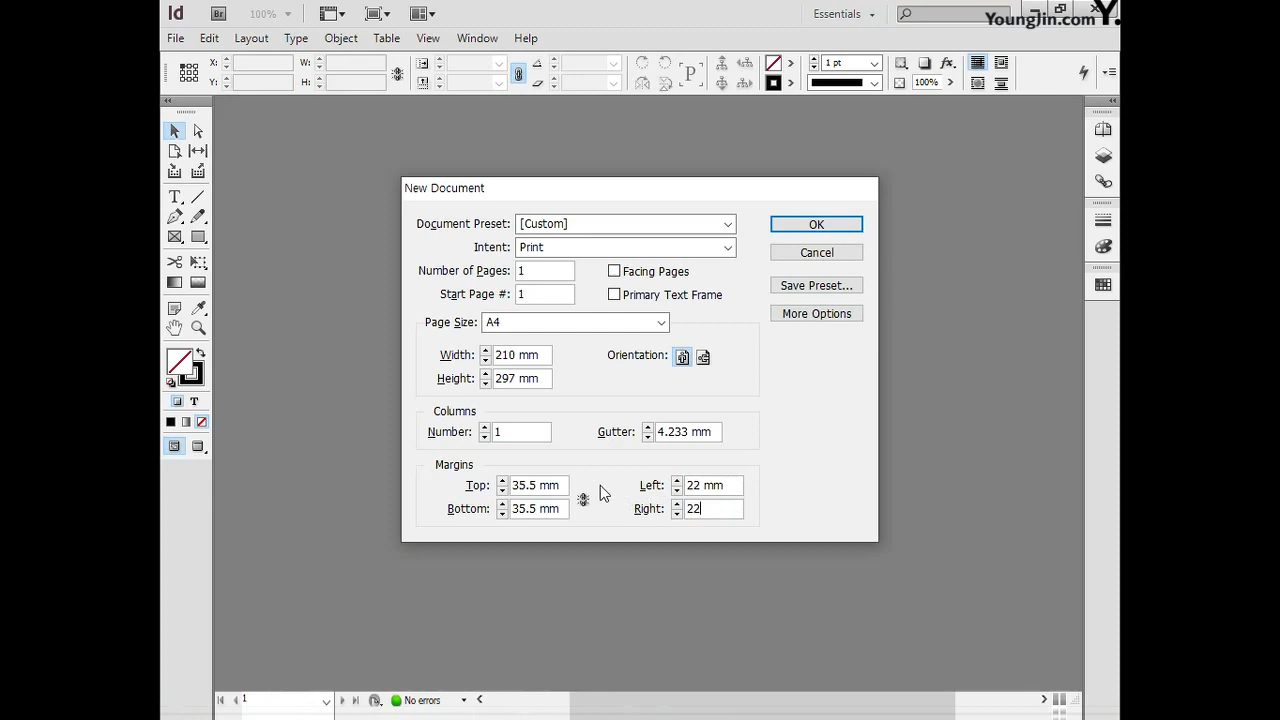 Id Br 100% Essentials
YoungJin.com Y.
File Edit Layout Type Object Table View Window Help
X: W: 1 pt
Y: H: P 100%
fx
T
New Document
Document Preset: [Custom] OK
Intent: Print Cancel
Number of Pages: 1 Facing Pages
Save Preset...
Start Page #: 1 Primary Text Frame
More Options
Page Size: A4
Width: 210 mm Orientation:
Height: 297 mm
Columns
Number: 1 Gutter: 4.233 mm
Margins
Top: 35.5 mm Left: 22 mm
Bottom: 35.5 mm Right: 22
T
1 No errors